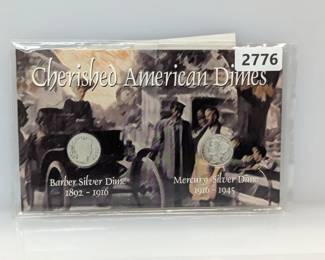 2776
Cherished American Dimes
Barber Silver Dime
1892 - 1916
Mercury Silver Dime
1916 - 1945